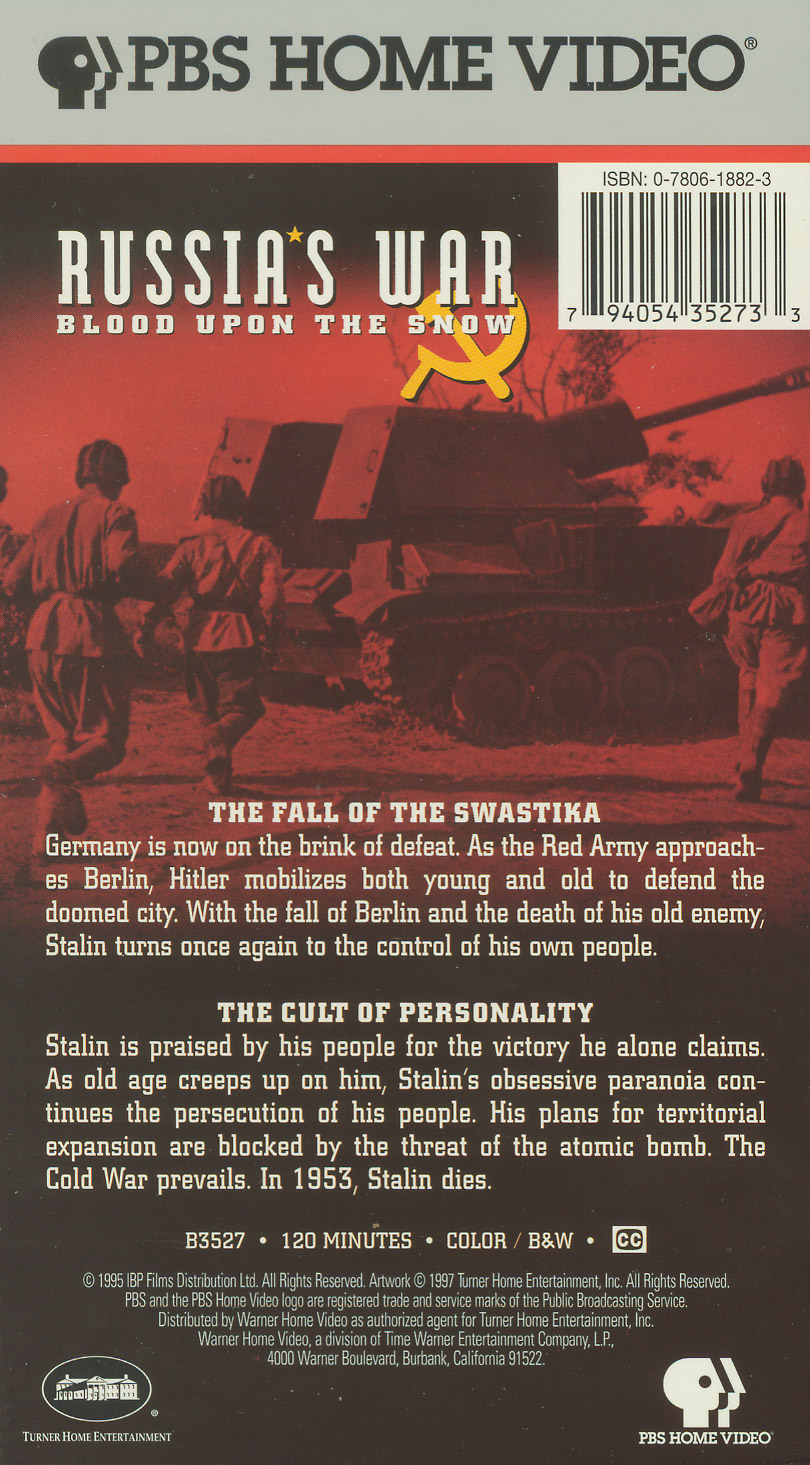 PBS HOME VIDEO®
ISBN: 0-7806-1882-3
7 94054 35273 3
RUSSIA'S WAR
BLOOD UPON THE SNOW
THE FALL OF THE SWASTIKA
Germany is now on the brink of defeat. As the Red Army approach-
es Berlin, Hitler mobilizes both young and old to defend the
doomed city. With the fall of Berlin and the death of his old enemy,
Stalin turns once again to the control of his own people.
THE CULT OF PERSONALITY
Stalin is praised by his people for the victory he alone claims.
As old age creeps up on him, Stalin's obsessive paranoia con-
tinues the persecution of his people. His plans for territorial
expansion are blocked by the threat of the atomic bomb. The
Cold War prevails. In 1953, Stalin dies.
B3527 • 120 MINUTES • COLOR / B&W • CC
© 1995 IBP Films Distribution Ltd. All Rights Reserved. Artwork © 1997 Turner Home Entertainment, Inc. All Rights Reserved.
PBS and the PBS Home Video logo are registered trade and service marks of the Public Broadcasting Service.
Distributed by Warner Home Video as authorized agent for Turner Home Entertainment, Inc.
Warner Home Video, a division of Time Warner Entertainment Company, L.P.,
4000 Warner Boulevard, Burbank, California 91522.
®
TURNER HOME ENTERTAINMENT
PBS HOME VIDEO®